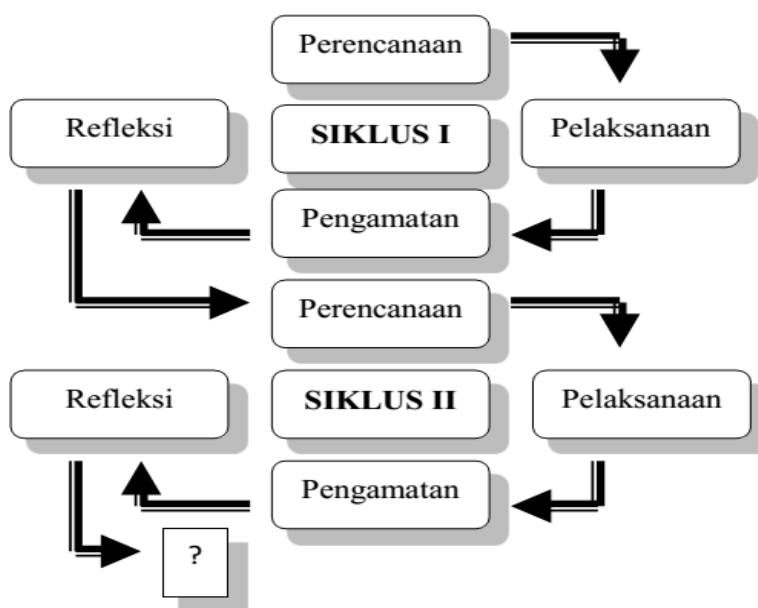 Perencanaan
Refleksi
SIKLUS I
Pelaksanaan
Pengamatan
Perencanaan
Refleksi
SIKLUS II
Pelaksanaan
Pengamatan
?